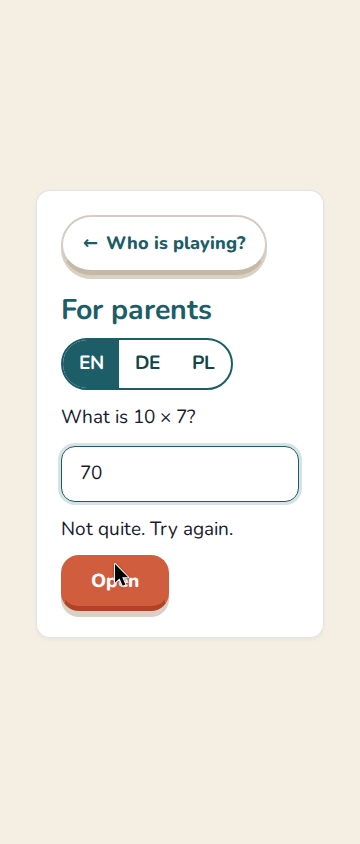 ← Who is playing?
For parents
EN DE PL
What is 10 × 7?
70
Not quite. Try again.
Open